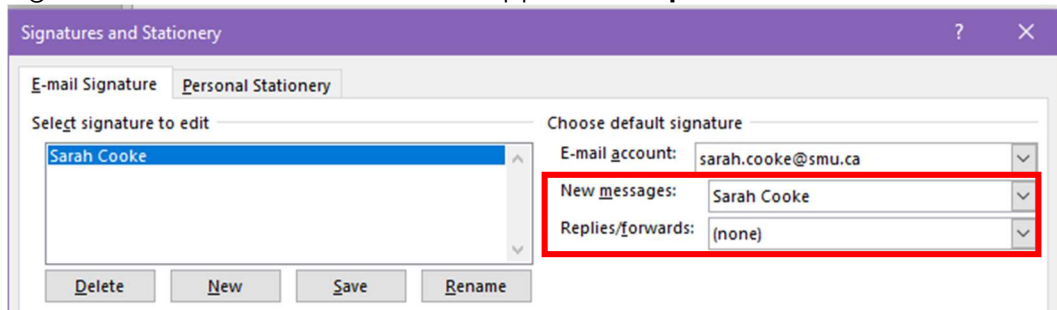 Signatures and Stationery ? ×
E-mail Signature Personal Stationery
Select signature to edit
Sarah Cooke
Delete New Save Rename
Choose default signature
E-mail account: sarah.cooke@smu.ca
New messages: Sarah Cooke
Replies/forwards: (none)